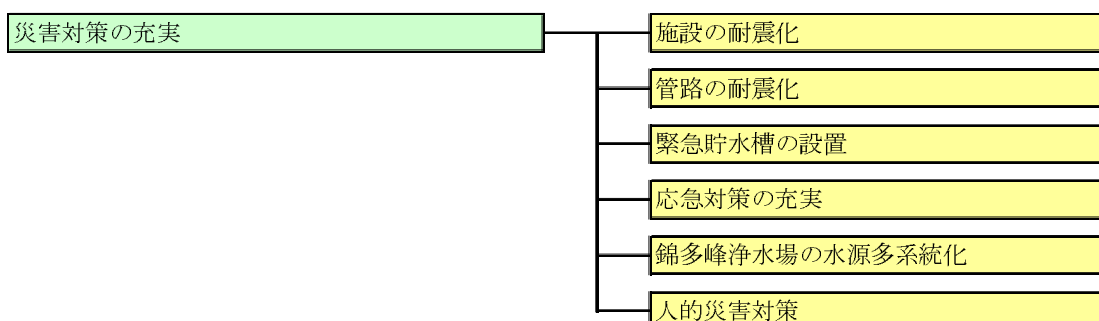 災害対策の充実
施設の耐震化
管路の耐震化
緊急貯水槽の設置
応急対策の充実
錦多峰浄水場の水源多系統化
人的災害対策